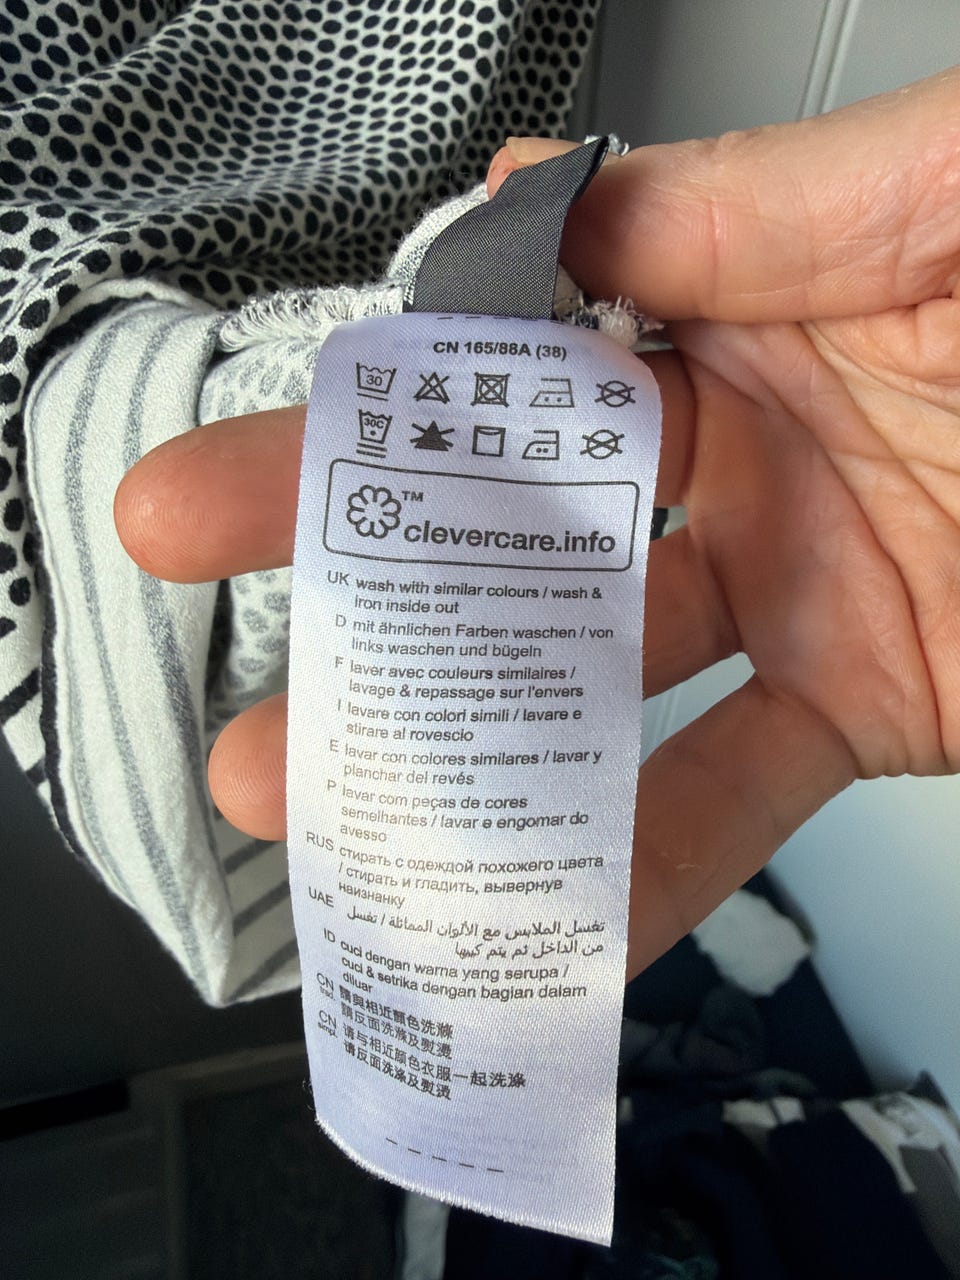 CN 165/88A (38)
30
30C
TM
clevercare.info
UK wash with similar colours / wash &
iron inside out
D mit ähnlichen Farben waschen / von
links waschen und bügeln
F laver avec couleurs similaires /
lavage & repassage sur l'envers
I lavare con colori simili / lavare e
stirare al rovescio
E lavar con colores similares / lavar y
planchar del revés
P lavar com peças de cores
semelhantes / lavar e engomar do
avesso
RUS стирать с одеждой похожего цвета
/ стирать и гладить, вывернув
наизнанку
UAE تغسل الملابس مع الألوان المماثلة / تغسل
من الداخل ثم يتم كيها
ID cuci dengan warna yang serupa /
cuci & setrika dengan bagian dalam
diluar
CN trad. 請與相近顏色洗滌
請反面洗滌及熨燙
CN simpl. 请与相近颜色衣服一起洗涤
请反面洗涤及熨烫